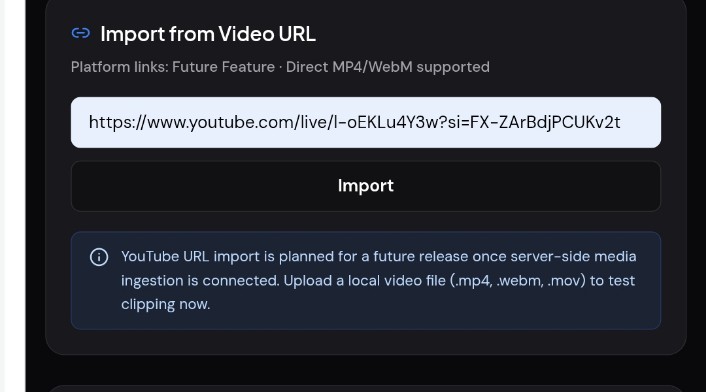 Import from Video URL
Platform links: Future Feature · Direct MP4/WebM supported
https://www.youtube.com/live/l-oEKLu4Y3w?si=FX-ZArBdjPCUKv2t
Import
YouTube URL import is planned for a future release once server-side media
ingestion is connected. Upload a local video file (.mp4, .webm, .mov) to test
clipping now.